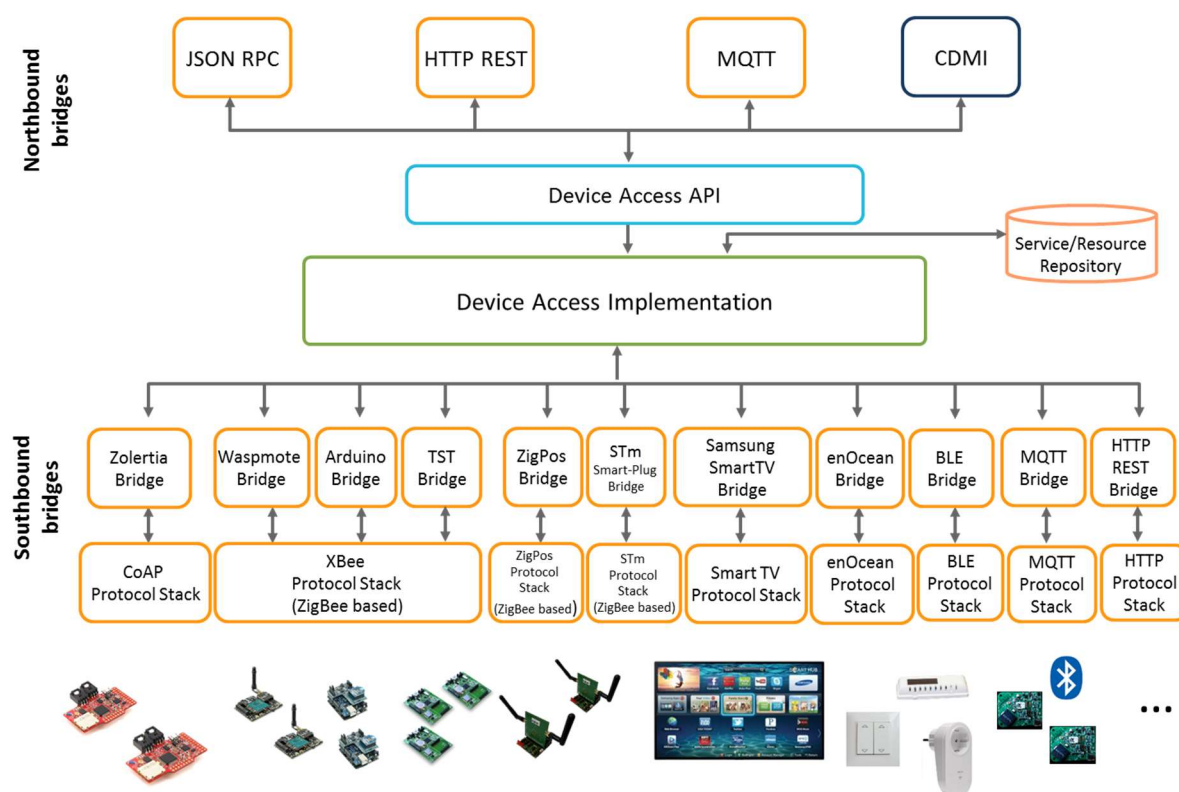 Northbound
bridges
JSON RPC
HTTP REST
MQTT
CDMI
Device Access API
Service/Resource
Repository
Device Access Implementation
Southbound
bridges
Zolertia
Bridge
Waspmote
Bridge
Arduino
Bridge
TST
Bridge
ZigPos
Bridge
STm
Smart-Plug
Bridge
Samsung
SmartTV
Bridge
enOcean
Bridge
BLE
Bridge
MQTT
Bridge
HTTP
REST
Bridge
CoAP
Protocol Stack
XBee
Protocol Stack
(ZigBee based)
ZigPos
Protocol
Stack
(ZigBee based)
STm
Protocol
Stack
(ZigBee based)
Smart TV
Protocol Stack
enOcean
Protocol
Stack
BLE
Protocol
Stack
MQTT
Protocol
Stack
HTTP
Protocol
Stack
...